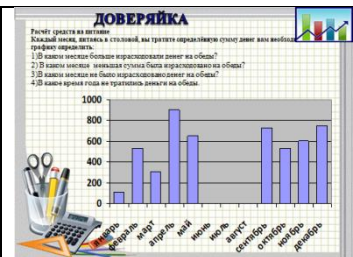 ДОВЕРЯЙКА
Расчёт средств на питание
Каждый месяц, питаясь в столовой, вы тратите определённую сумму денег вам необходимо
графику определить:
1)В каком месяце больше израсходовали денег на обеды?
2) В каком месяце меньшая сумма была израсходовано на обеды?
3)В каком месяце не было израсходовано денег на обеды?
4)В какое время года не тратились деньги на обеды.
1000
800
600
400
200
0
январь
февраль
март
апрель
май
июнь
июль
август
сентябрь
октябрь
ноябрь
декабрь